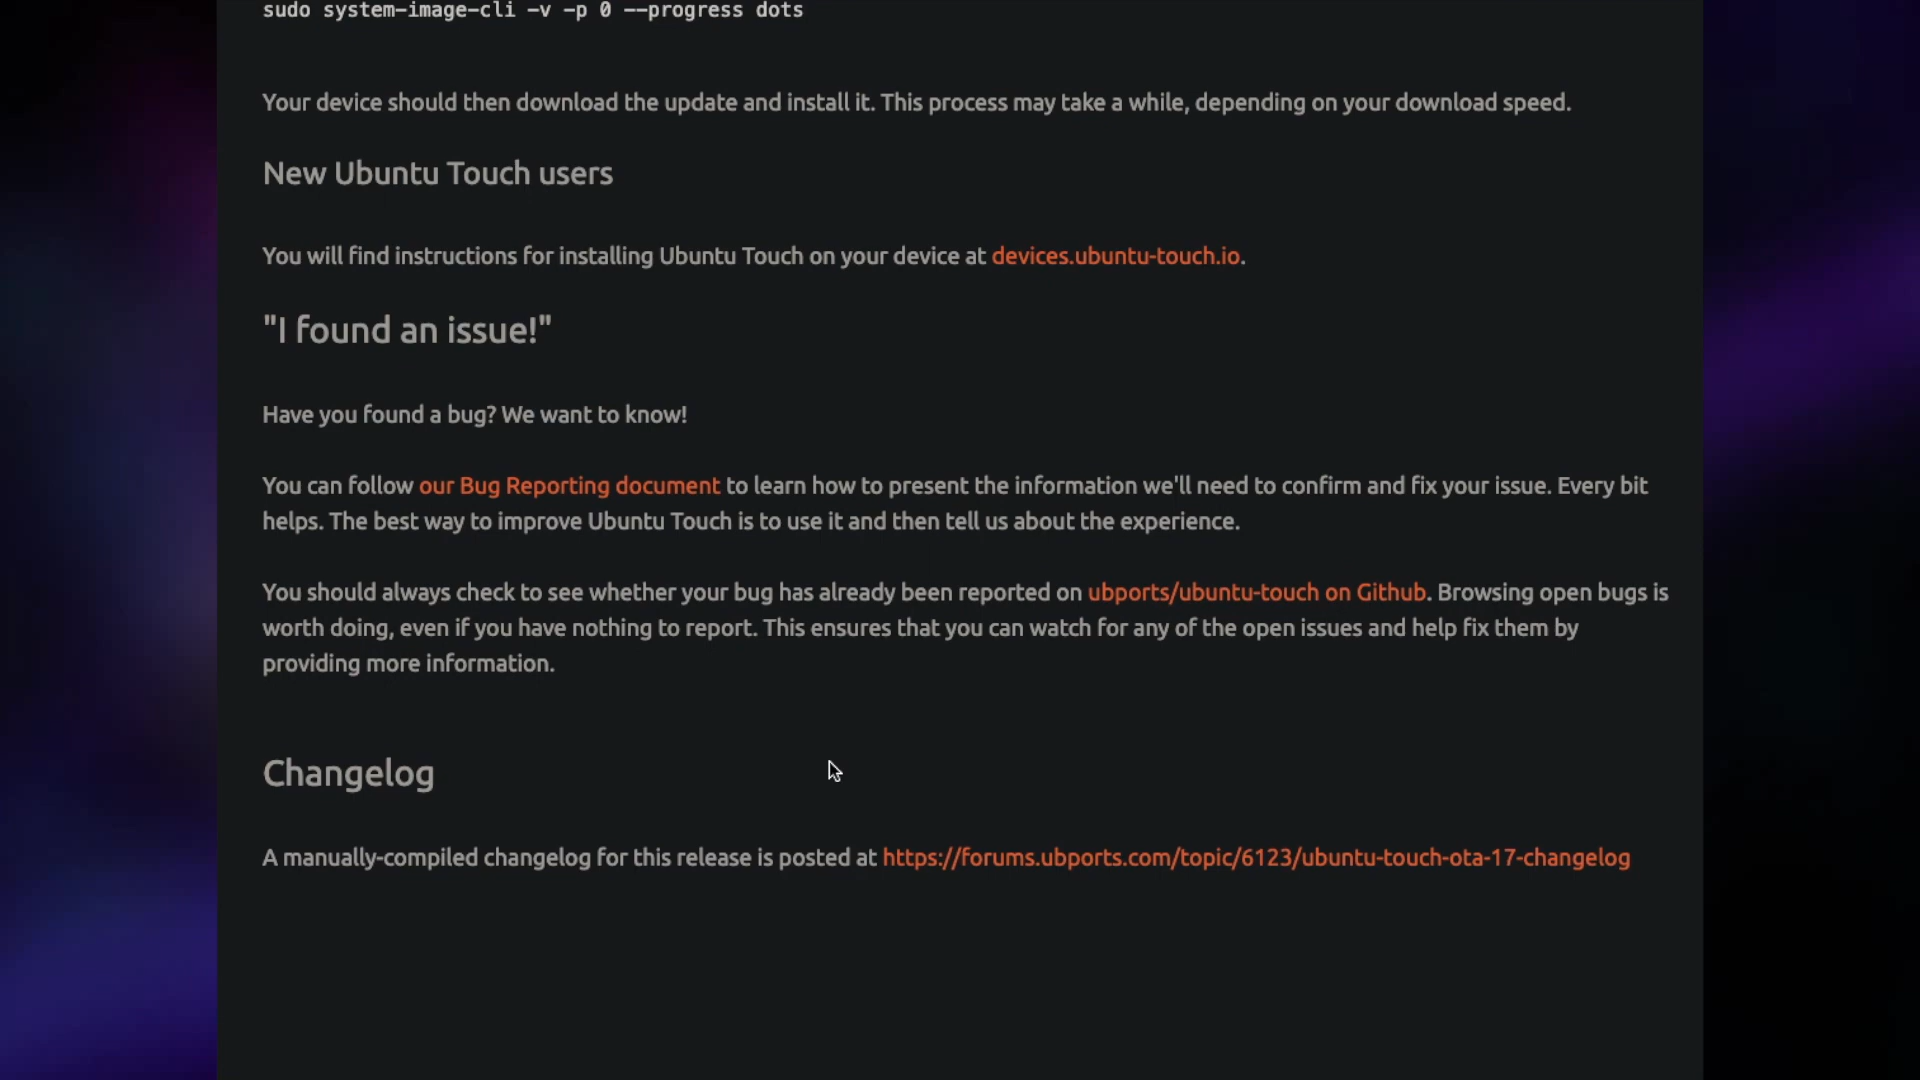 sudo system-image-cli -v -p 0 --progress dots
Your device should then download the update and install it. This process may take a while, depending on your download speed.
New Ubuntu Touch users
You will find instructions for installing Ubuntu Touch on your device at devices.ubuntu-touch.io.
"I found an issue!"
Have you found a bug? We want to know!
You can follow our Bug Reporting document to learn how to present the information we'll need to confirm and fix your issue. Every bit
helps. The best way to improve Ubuntu Touch is to use it and then tell us about the experience.
You should always check to see whether your bug has already been reported on ubports/ubuntu-touch on Github. Browsing open bugs is
worth doing, even if you have nothing to report. This ensures that you can watch for any of the open issues and help fix them by
providing more information.
Changelog
A manually-compiled changelog for this release is posted at https://forums.ubports.com/topic/6123/ubuntu-touch-ota-17-changelog